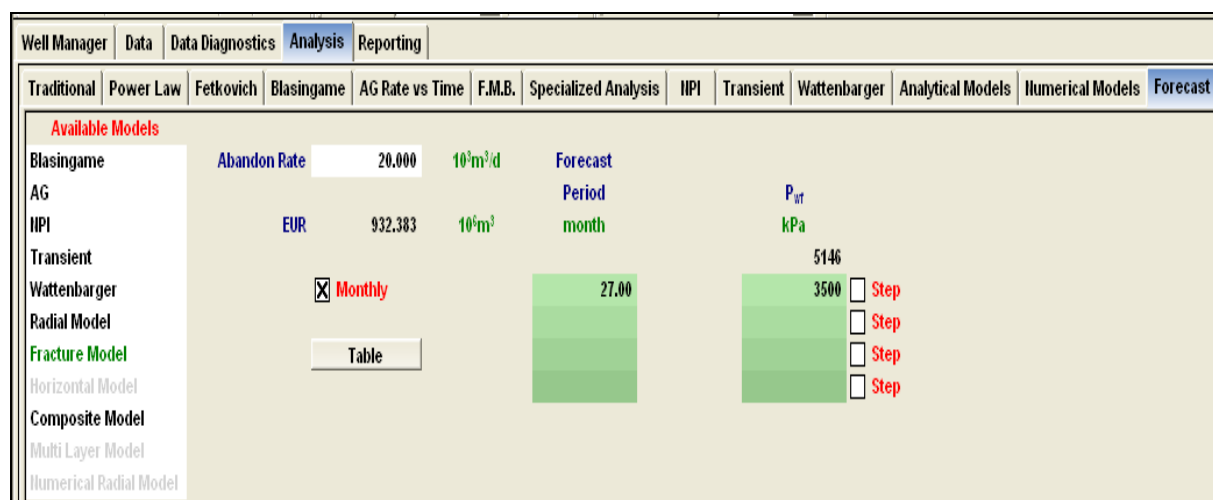 Well Manager Data Data Diagnostics Analysis Reporting
Traditional Power Law Fetkovich Blasingame AG Rate vs Time F.M.B. Specialized Analysis NPI Transient Wattenbarger Analytical Models Numerical Models Forecast
Available Models
Blasingame Abandon Rate 20.000 10³m³/d Forecast
AG Period Pwf
NPI EUR 932.383 10⁶m³ month kPa
Transient 5146
Wattenbarger X Monthly 27.00 3500 Step
Radial Model Step
Fracture Model Table Step
Horizontal Model Step
Composite Model
Multi Layer Model
Numerical Radial Model